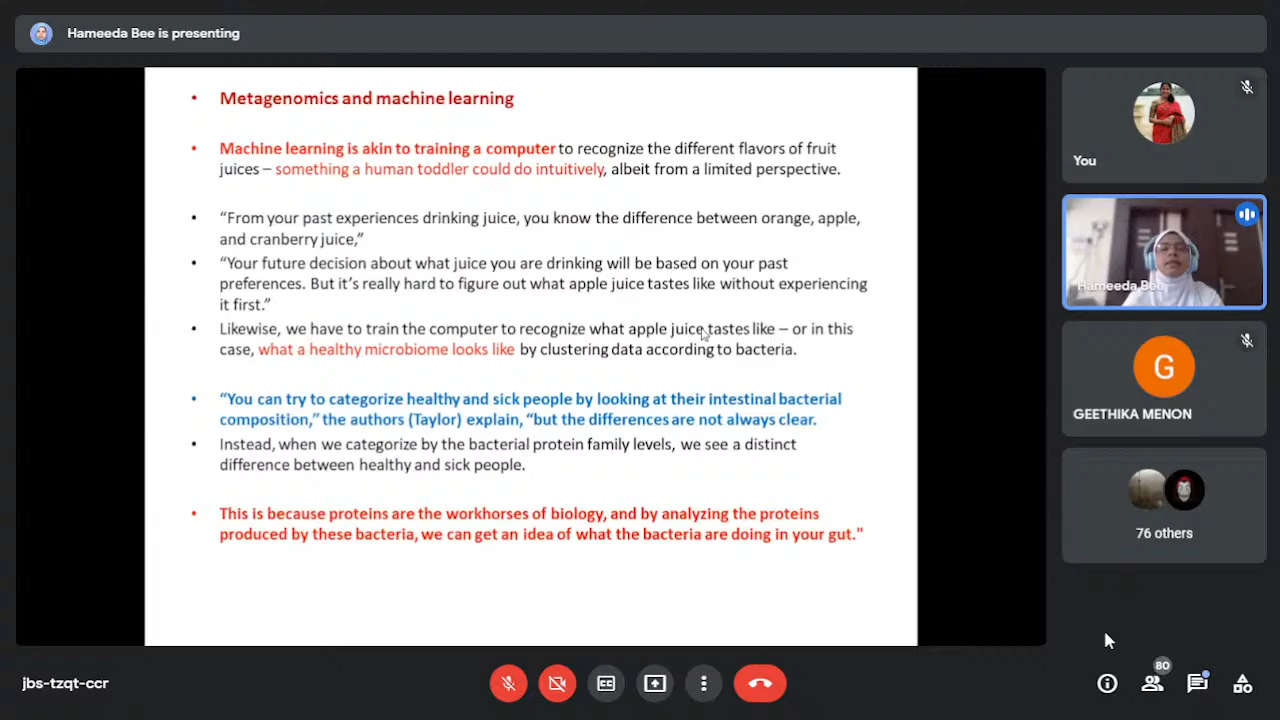 Hameeda Bee is presenting
• Metagenomics and machine learning
• Machine learning is akin to training a computer to recognize the different flavors of fruit
juices – something a human toddler could do intuitively, albeit from a limited perspective.
• “From your past experiences drinking juice, you know the difference between orange, apple,
and cranberry juice,”
• “Your future decision about what juice you are drinking will be based on your past
preferences. But it’s really hard to figure out what apple juice tastes like without experiencing
it first.”
• Likewise, we have to train the computer to recognize what apple juice tastes like – or in this
case, what a healthy microbiome looks like by clustering data according to bacteria.
• “You can try to categorize healthy and sick people by looking at their intestinal bacterial
composition,” the authors (Taylor) explain, “but the differences are not always clear.
• Instead, when we categorize by the bacterial protein family levels, we see a distinct
difference between healthy and sick people.
• This is because proteins are the workhorses of biology, and by analyzing the proteins
produced by these bacteria, we can get an idea of what the bacteria are doing in your gut."
You
Hameeda Bee
G
GEETHIKA MENON
76 others
jbs-tzqt-ccr
CC
80